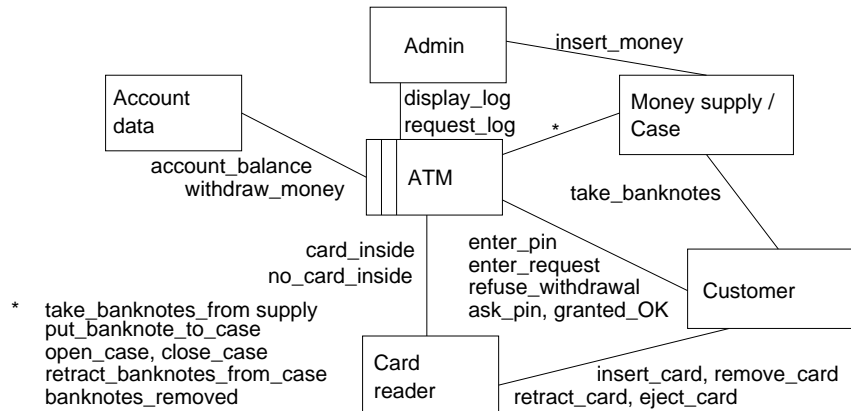 Admin
insert_money
Account
data
display_log
request_log
*
Money supply /
Case
account_balance
withdraw_money
ATM
take_banknotes
card_inside
no_card_inside
enter_pin
enter_request
refuse_withdrawal
ask_pin, granted_OK
Customer
* take_banknotes_from supply
put_banknote_to_case
open_case, close_case
retract_banknotes_from_case
banknotes_removed
Card
reader
insert_card, remove_card
retract_card, eject_card